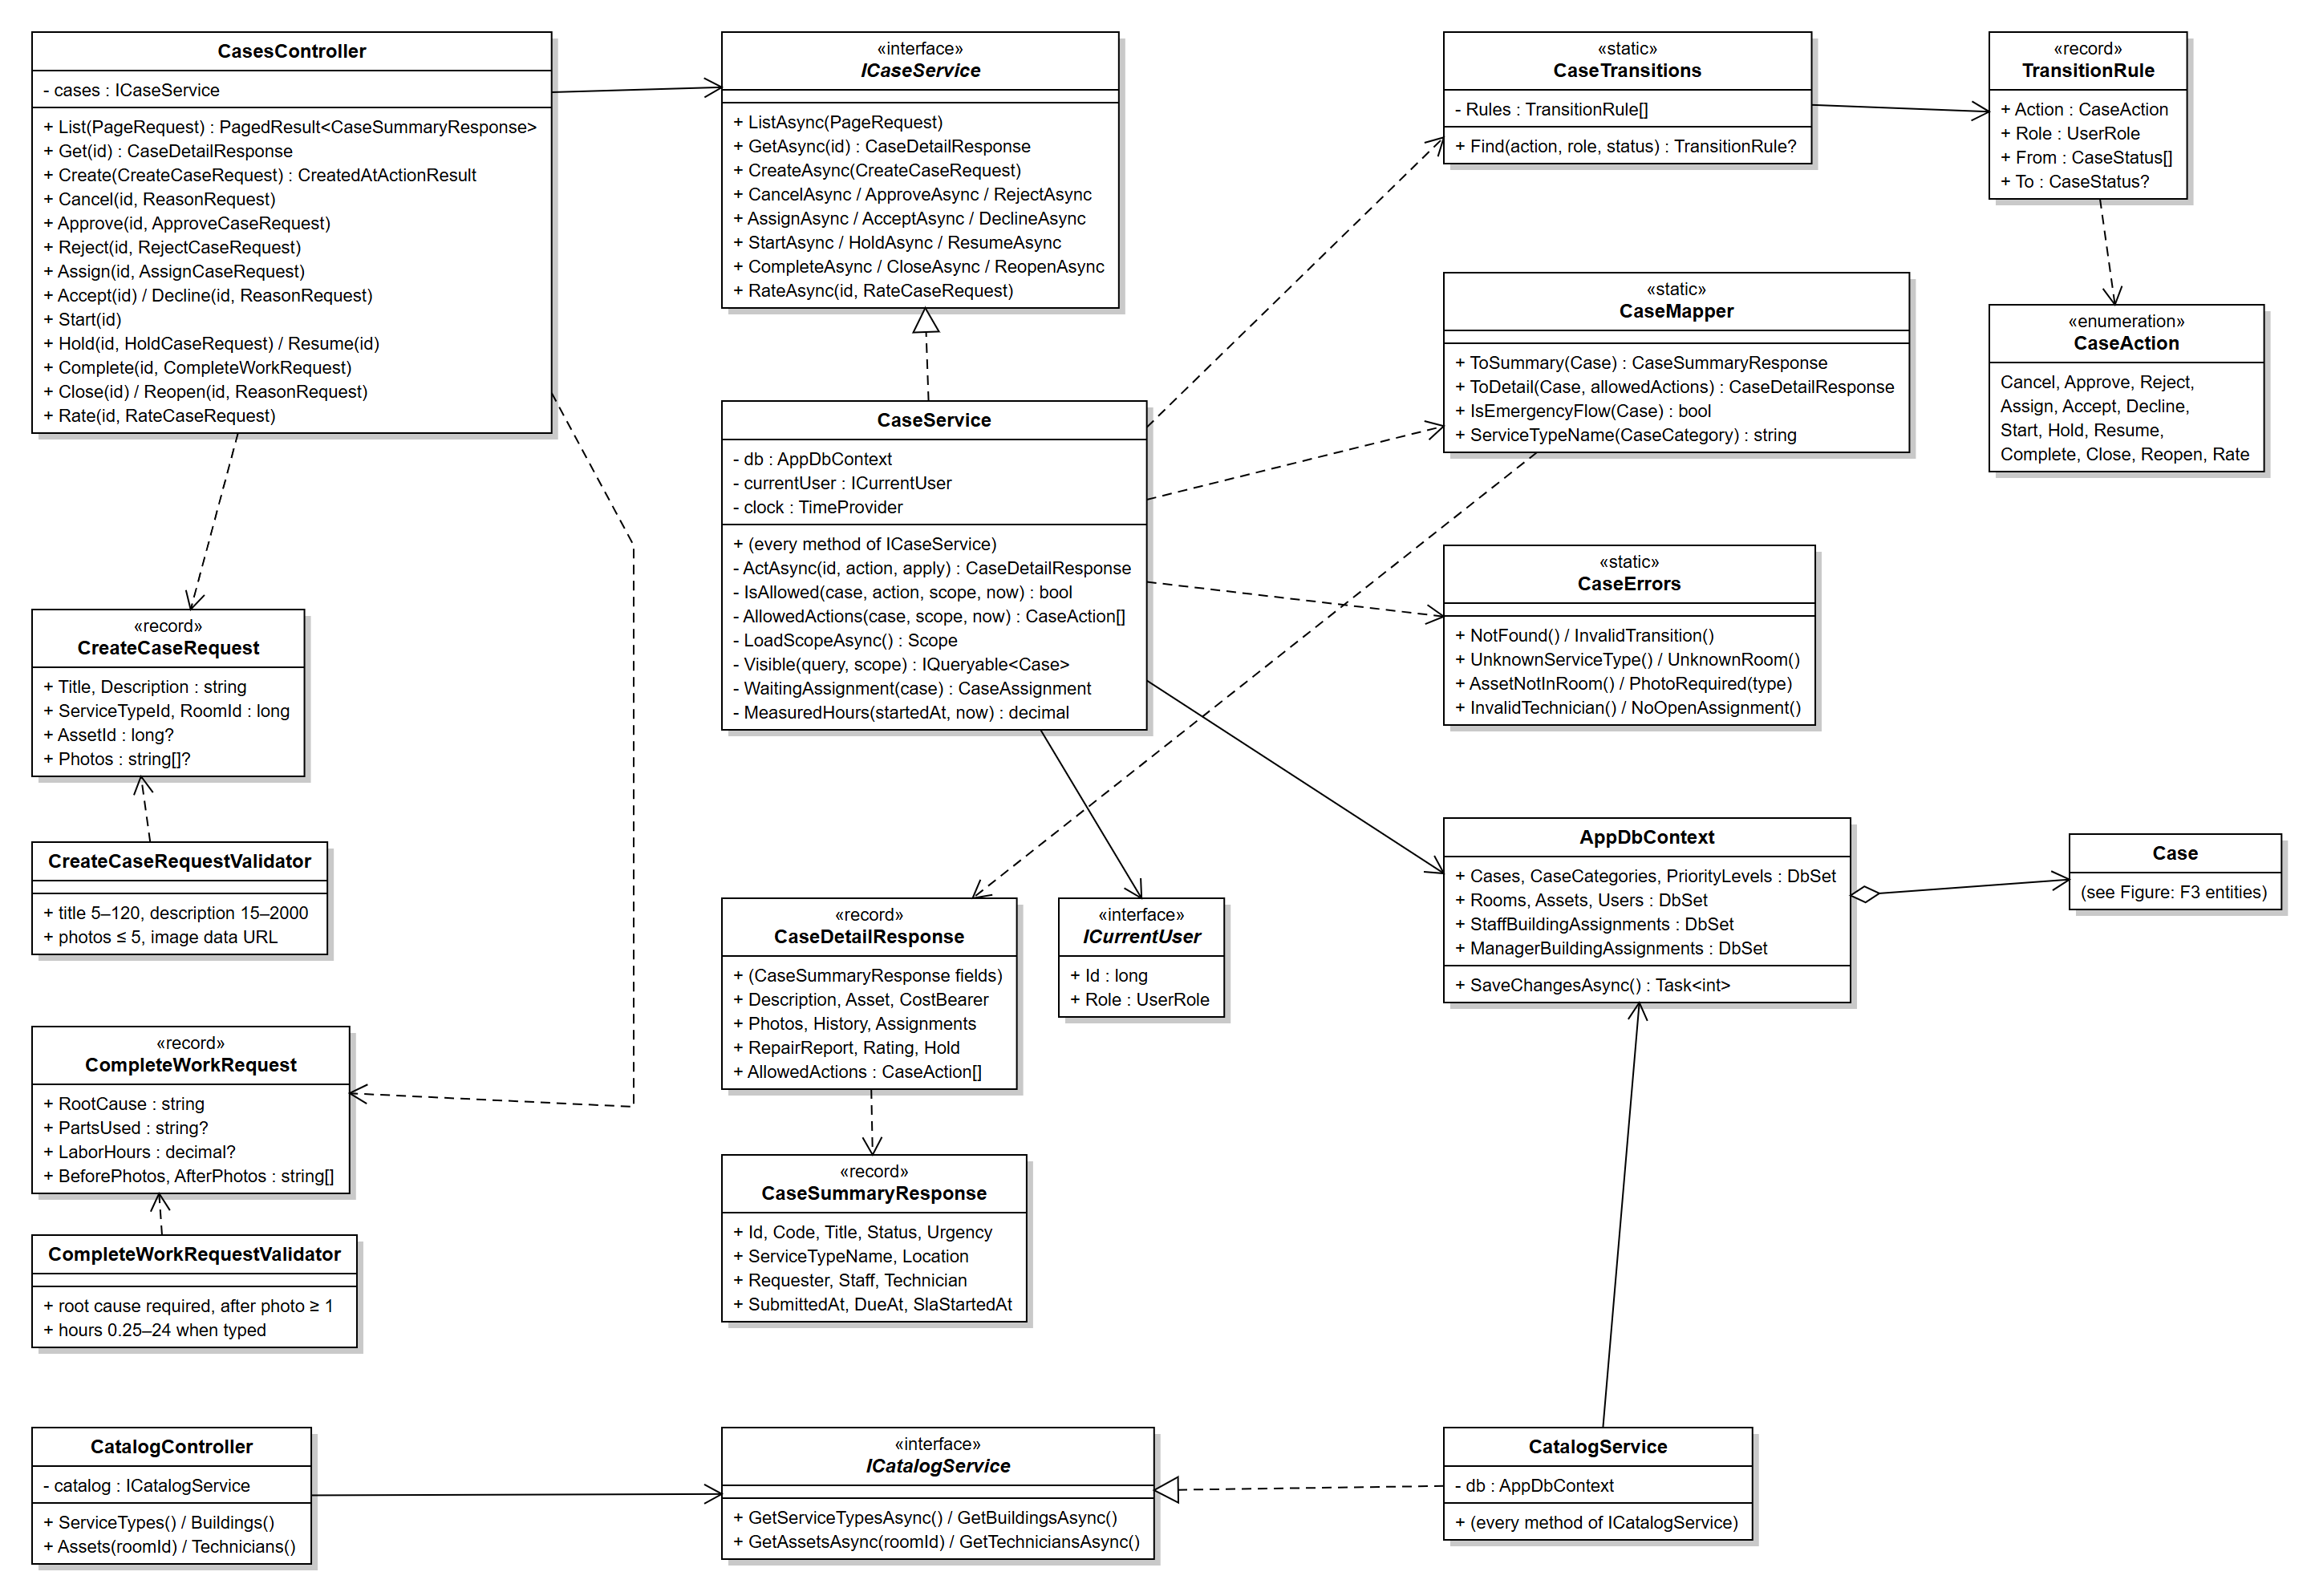 CasesController
- cases : ICaseService
+ List(PageRequest) : PagedResult<CaseSummaryResponse>
+ Get(id) : CaseDetailResponse
+ Create(CreateCaseRequest) : CreatedAtActionResult
+ Cancel(id, ReasonRequest)
+ Approve(id, ApproveCaseRequest)
+ Reject(id, RejectCaseRequest)
+ Assign(id, AssignCaseRequest)
+ Accept(id) / Decline(id, ReasonRequest)
+ Start(id)
+ Hold(id, HoldCaseRequest) / Resume(id)
+ Complete(id, CompleteWorkRequest)
+ Close(id) / Reopen(id, ReasonRequest)
+ Rate(id, RateCaseRequest)
«interface»
ICaseService
+ ListAsync(PageRequest)
+ GetAsync(id) : CaseDetailResponse
+ CreateAsync(CreateCaseRequest)
+ CancelAsync / ApproveAsync / RejectAsync
+ AssignAsync / AcceptAsync / DeclineAsync
+ StartAsync / HoldAsync / ResumeAsync
+ CompleteAsync / CloseAsync / ReopenAsync
+ RateAsync(id, RateCaseRequest)
«static»
CaseTransitions
- Rules : TransitionRule[]
+ Find(action, role, status) : TransitionRule?
«record»
TransitionRule
+ Action : CaseAction
+ Role : UserRole
+ From : CaseStatus[]
+ To : CaseStatus?
«static»
CaseMapper
+ ToSummary(Case) : CaseSummaryResponse
+ ToDetail(Case, allowedActions) : CaseDetailResponse
+ IsEmergencyFlow(Case) : bool
+ ServiceTypeName(CaseCategory) : string
«enumeration»
CaseAction
Cancel, Approve, Reject,
Assign, Accept, Decline,
Start, Hold, Resume,
Complete, Close, Reopen, Rate
CaseService
- db : AppDbContext
- currentUser : ICurrentUser
- clock : TimeProvider
+ (every method of ICaseService)
- ActAsync(id, action, apply) : CaseDetailResponse
- IsAllowed(case, action, scope, now) : bool
- AllowedActions(case, scope, now) : CaseAction[]
- LoadScopeAsync() : Scope
- Visible(query, scope) : IQueryable<Case>
- WaitingAssignment(case) : CaseAssignment
- MeasuredHours(startedAt, now) : decimal
«static»
CaseErrors
+ NotFound() / InvalidTransition()
+ UnknownServiceType() / UnknownRoom()
+ AssetNotInRoom() / PhotoRequired(type)
+ InvalidTechnician() / NoOpenAssignment()
«record»
CreateCaseRequest
+ Title, Description : string
+ ServiceTypeId, RoomId : long
+ AssetId : long?
+ Photos : string[]?
CreateCaseRequestValidator
+ title 5–120, description 15–2000
+ photos ≤ 5, image data URL
«record»
CaseDetailResponse
+ (CaseSummaryResponse fields)
+ Description, Asset, CostBearer
+ Photos, History, Assignments
+ RepairReport, Rating, Hold
+ AllowedActions : CaseAction[]
«interface»
ICurrentUser
+ Id : long
+ Role : UserRole
AppDbContext
+ Cases, CaseCategories, PriorityLevels : DbSet
+ Rooms, Assets, Users : DbSet
+ StaffBuildingAssignments : DbSet
+ ManagerBuildingAssignments : DbSet
+ SaveChangesAsync() : Task<int>
Case
(see Figure: F3 entities)
«record»
CompleteWorkRequest
+ RootCause : string
+ PartsUsed : string?
+ LaborHours : decimal?
+ BeforePhotos, AfterPhotos : string[]
«record»
CaseSummaryResponse
+ Id, Code, Title, Status, Urgency
+ ServiceTypeName, Location
+ Requester, Staff, Technician
+ SubmittedAt, DueAt, SlaStartedAt
CompleteWorkRequestValidator
+ root cause required, after photo ≥ 1
+ hours 0.25–24 when typed
CatalogController
- catalog : ICatalogService
+ ServiceTypes() / Buildings()
+ Assets(roomId) / Technicians()
«interface»
ICatalogService
+ GetServiceTypesAsync() / GetBuildingsAsync()
+ GetAssetsAsync(roomId) / GetTechniciansAsync()
CatalogService
- db : AppDbContext
+ (every method of ICatalogService)